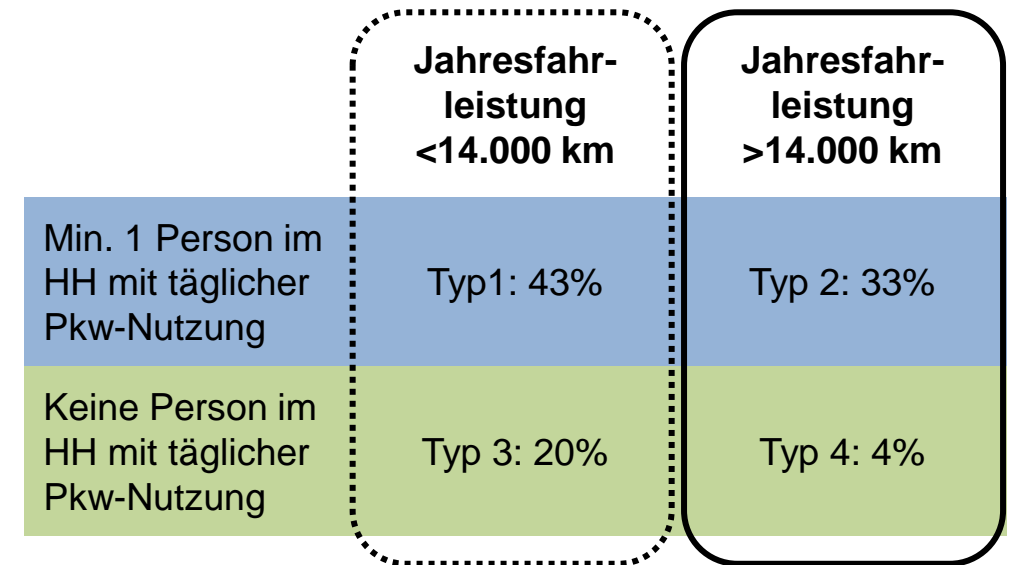 Jahresfahr-
leistung
<14.000 km
Jahresfahr-
leistung
>14.000 km
Min. 1 Person im
HH mit täglicher
Pkw-Nutzung
Typ1: 43%
Typ 2: 33%
Keine Person im
HH mit täglicher
Pkw-Nutzung
Typ 3: 20%
Typ 4: 4%